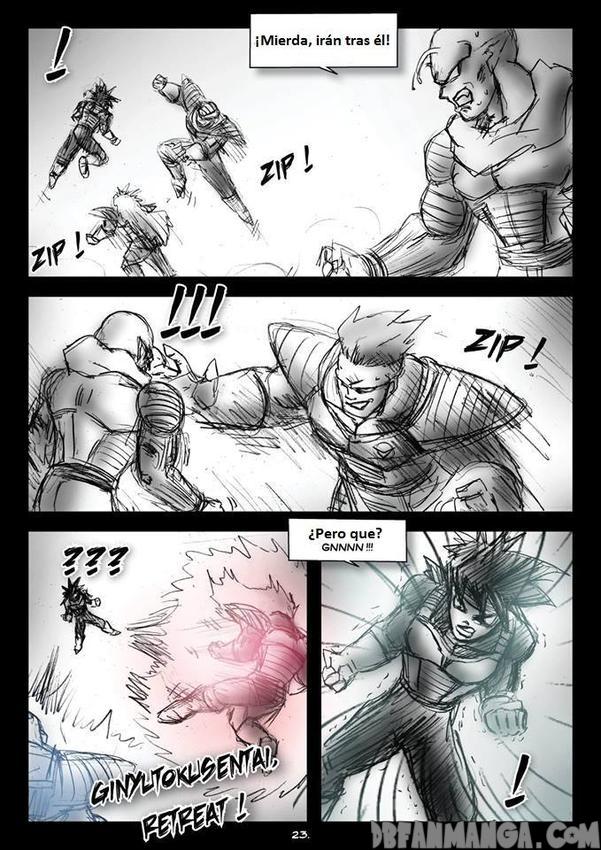 !
¡Mierda, irán tras él!
ZIP !
ZIP !
!!!
ZIP !
¿Pero que?
GNNNN !!!
???
GINYUTOKUSENTAI,
RETREAT !
!
23.
DBFANMANGA.COM